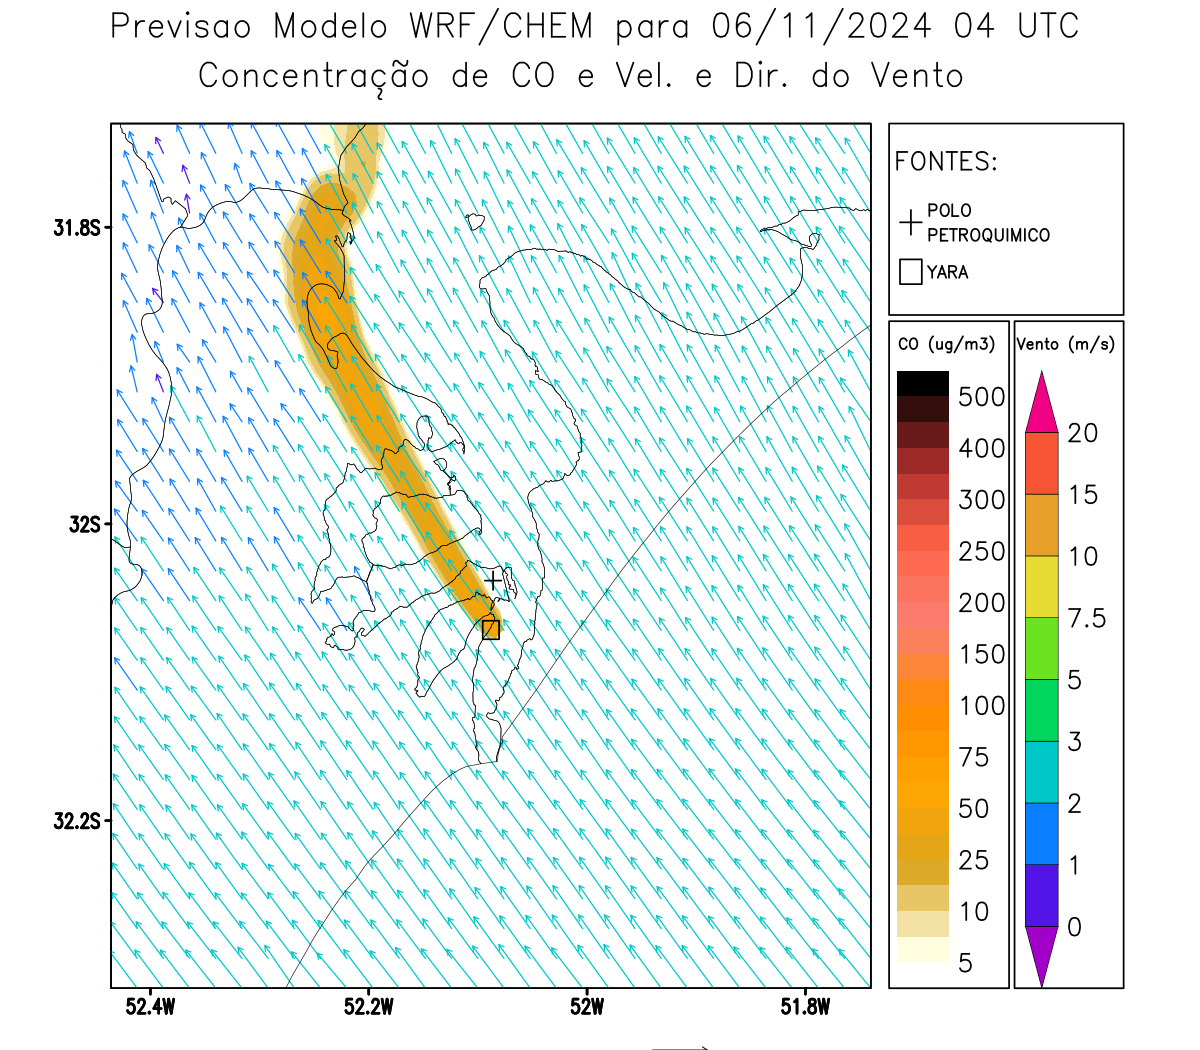 Previsao Modelo WRF/CHEM para 06/11/2024 04 UTC
Concentração de CO e Vel. e Dir. do Vento
FONTES:
POLO
PETROQUIMICO
YARA
CO (ug/m3)
500
400
300
250
200
150
100
75
50
25
10
5
Vento (m/s)
20
15
10
7.5
5
3
2
1
0
31.8S
32S
32.2S
52.4W
52.2W
52W
51.8W